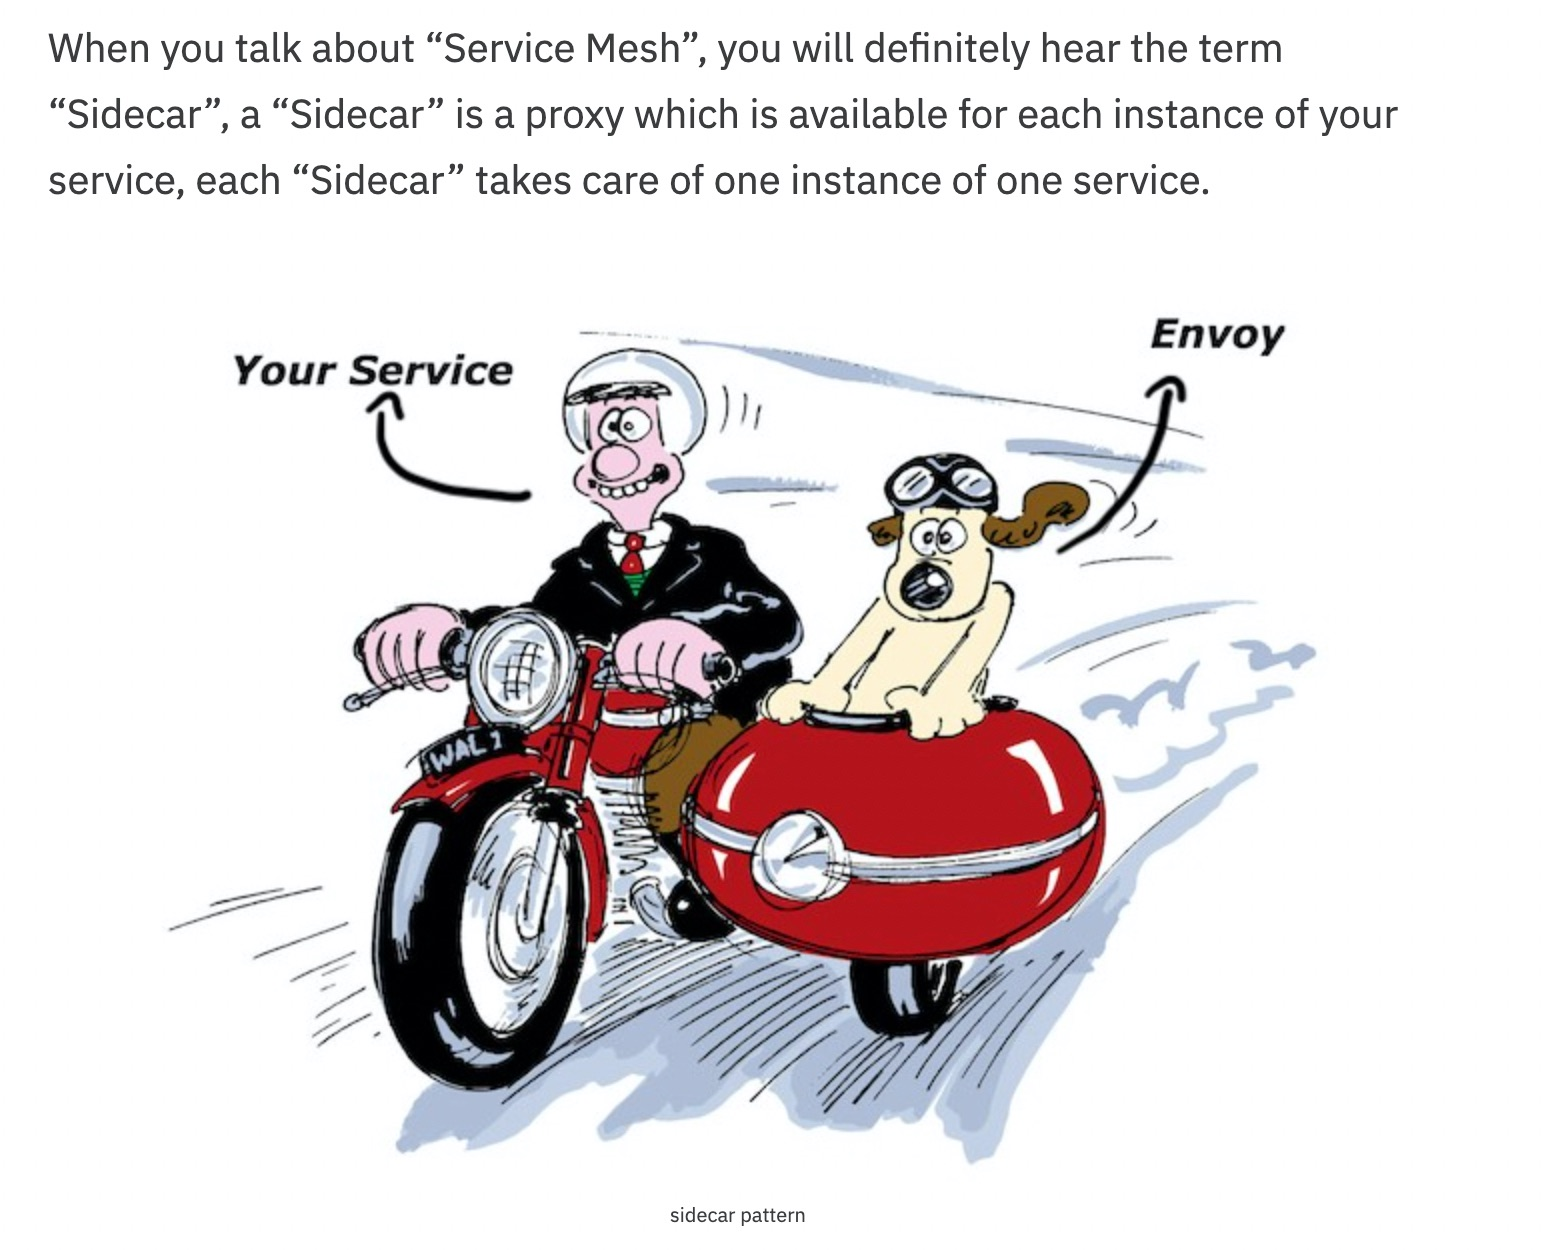 When you talk about “Service Mesh”, you will definitely hear the term
“Sidecar”, a “Sidecar” is a proxy which is available for each instance of your
service, each “Sidecar” takes care of one instance of one service.
Envoy
Your Service
WAL 1
sidecar pattern